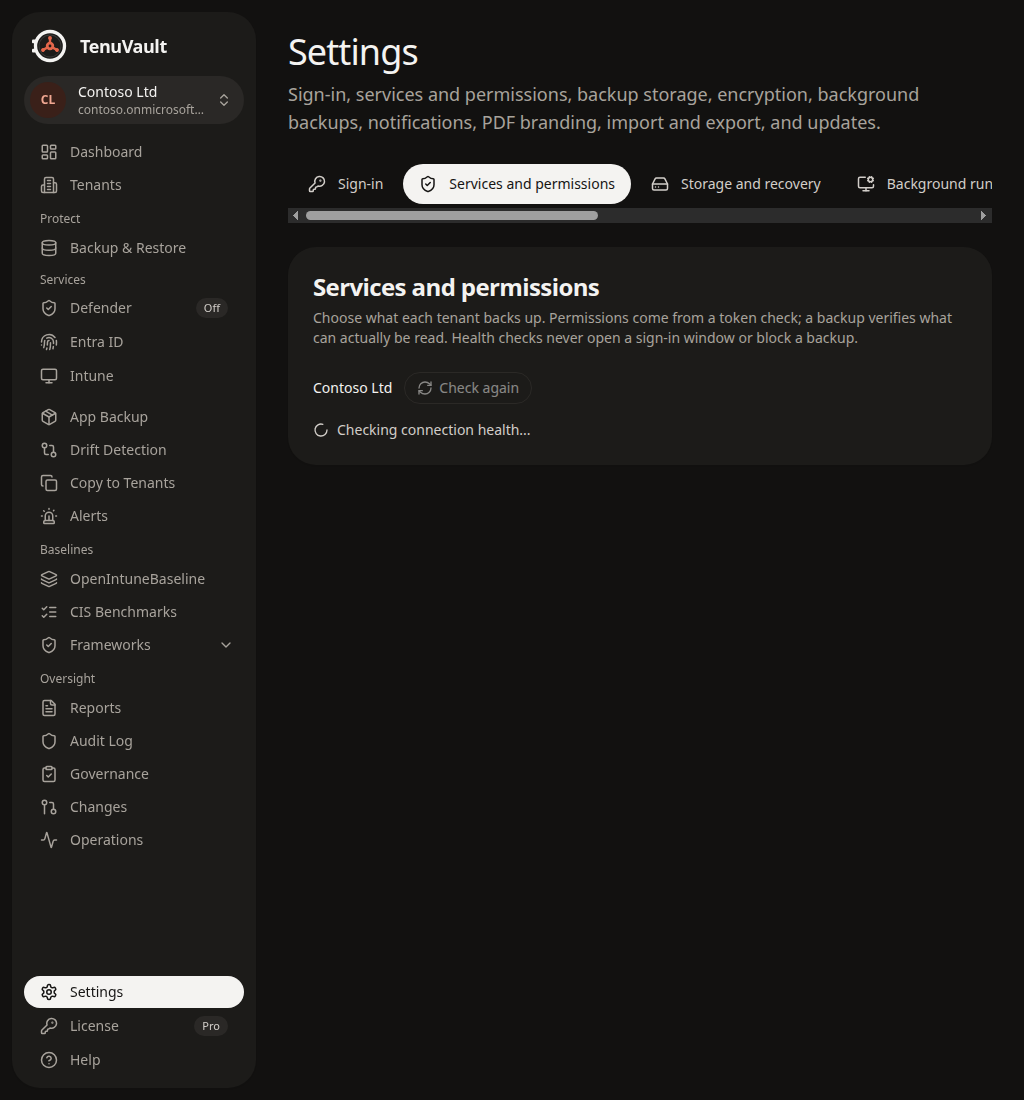 TenuVault
CL
Contoso Ltd
contoso.onmicrosoft...
Dashboard
Tenants
Protect
Backup & Restore
Services
Defender Off
Entra ID
Intune
App Backup
Drift Detection
Copy to Tenants
Alerts
Baselines
OpenIntuneBaseline
CIS Benchmarks
Frameworks
Oversight
Reports
Audit Log
Governance
Changes
Operations
Settings
License Pro
Help
Settings
Sign-in, services and permissions, backup storage, encryption, background
backups, notifications, PDF branding, import and export, and updates.
Sign-in Services and permissions Storage and recovery Background run
Services and permissions
Choose what each tenant backs up. Permissions come from a token check; a backup verifies what
can actually be read. Health checks never open a sign-in window or block a backup.
Contoso Ltd Check again
Checking connection health...